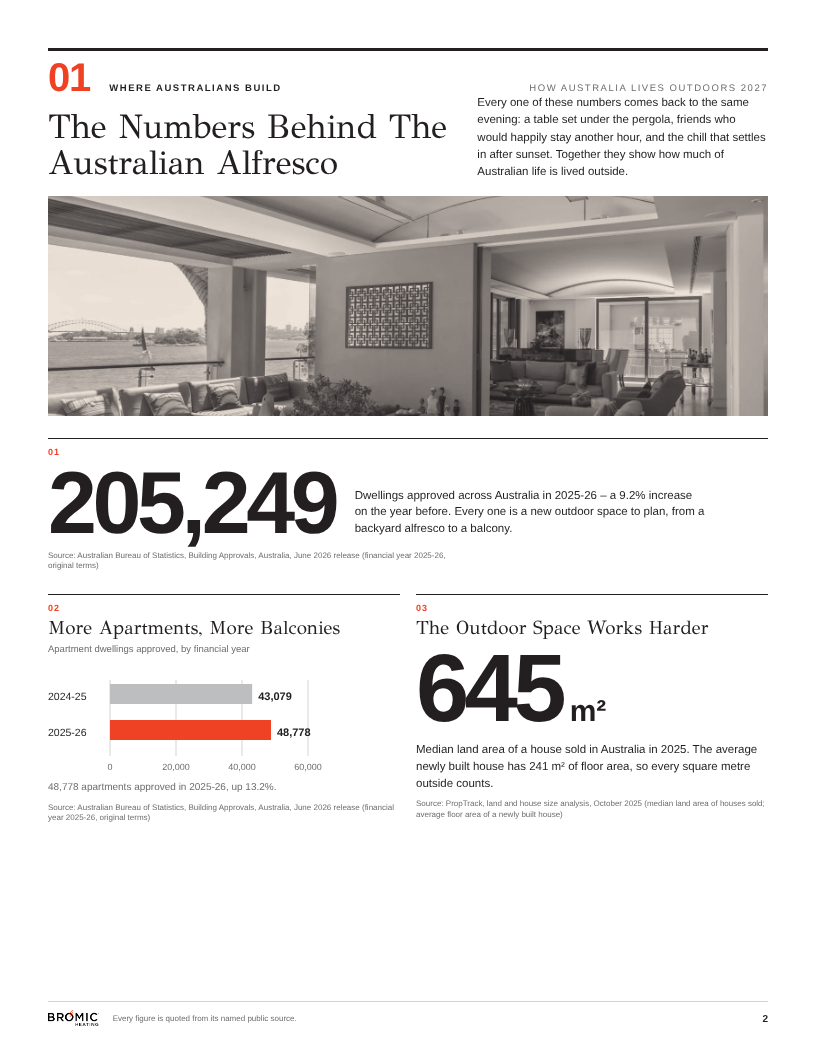 01 WHERE AUSTRALIANS BUILD
HOW AUSTRALIA LIVES OUTDOORS 2027
The Numbers Behind The
Australian Alfresco
Every one of these numbers comes back to the same
evening: a table set under the pergola, friends who
would happily stay another hour, and the chill that settles
in after sunset. Together they show how much of
Australian life is lived outside.
01
205,249
Dwellings approved across Australia in 2025-26 – a 9.2% increase
on the year before. Every one is a new outdoor space to plan, from a
backyard alfresco to a balcony.
Source: Australian Bureau of Statistics, Building Approvals, Australia, June 2026 release (financial year 2025-26,
original terms)
02
More Apartments, More Balconies
Apartment dwellings approved, by financial year
2024-25 43,079
2025-26 48,778
0 20,000 40,000 60,000
48,778 apartments approved in 2025-26, up 13.2%.
Source: Australian Bureau of Statistics, Building Approvals, Australia, June 2026 release (financial
year 2025-26, original terms)
03
The Outdoor Space Works Harder
645 m²
Median land area of a house sold in Australia in 2025. The average
newly built house has 241 m² of floor area, so every square metre
outside counts.
Source: PropTrack, land and house size analysis, October 2025 (median land area of houses sold;
average floor area of a newly built house)
BROMIC
HEATING
Every figure is quoted from its named public source.
2